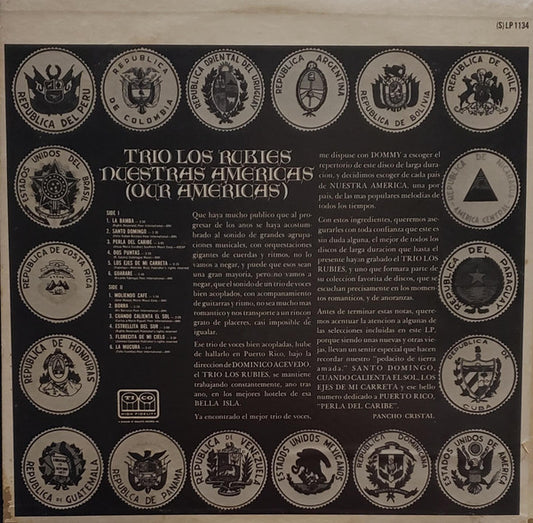 (S)LP 1134
REPUBLICA DEL PERU
REPUBLICA DE COLOMBIA
REPUBLICA ORIENTAL DEL URUGUAY
REPUBLICA ARGENTINA
REPUBLICA DE BOLIVIA
REPUBLICA DE CHILE
ESTADOS UNIDOS DEL BRASIL
REPUBLICA DE
AMERICA CENTRAL
REPUBLICA DE COSTA RICA
REPUBLICA DEL PARAGUAY
REPUBLICA DE HONDURAS
REPUBLICA DE CUBA
REPUBLICA DE GUATEMALA
REPUBLICA DE PANAMA
REPUBLICA DE VENEZUELA
ESTADOS UNIDOS MEXICANOS
REPUBLICA DOMINICANA
ESTADOS UNIDOS DE AMERICA
TRIO LOS RUBIES
NUESTRAS AMERICAS
(OUR AMERICAS)
SIDE I
1. LA BAMBA
2. SANTO DOMINGO
3. PERLA DEL CARIBE
4. DOS PUNTAS
5. LOS EJES DE MI CARRETA
6. GUARARE
SIDE II
1. MOLIENDO CAFE
2. BORRA
3. CUANDO CALIENTA EL SOL
4. ESTRELLITA DEL SUR
5. FLORECITA DE MI CIELO
6. LA MUCURA
TICO
HIGH FIDELITY
Que haya mucho publico que al pro-
gresar de los anos se haya acostum-
brado al sonido de grandes agrupa-
ciones musicales, con orquestaciones
gigantes de cuerdas y ritmos, no lo
vamos a negar, y puede que esos sean
una gran mayoria, pero no vamos a
negar, que el sonido de un trio de voces
bien acoplados, con acompanamiento
de guitarras y ritmo, no sea mucho mas
romantico y nos transporte a un rincon
grato de placeres, casi imposible de
igualar.
Ese trio de voces bien acopladas, hube
de hallarlo en Puerto Rico, bajo la
direccion de DOMINICO ACEVEDO,
el TRIO LOS RUBIES, se mantiene
trabajando constantemente, ano tras
ano, en los mejores hoteles de esa
BELLA ISLA.
Ya encontrado el mejor trio de voces,
me dispuse con DOMMY a escoger el
repertorio de este disco de larga dura-
cion, y decidimos escoger de cada pais
de NUESTRA AMERICA, una por
pais, de las mas populares melodias de
todos los tiempos.
Con estos ingredientes, queremos ase-
gurarles con toda confianza que este es
sin duda alguna, el mejor de todos los
discos de larga duracion que hasta el
presente hayan grabado el TRIO LOS
RUBIES, y uno que formara parte de
su coleccion favorita de discos, que se
escuchan precisamente en los momen-
tos romanticos, y de anoranzas.
Antes de terminar estas notas, quere-
mos acentuar la atencion a algunas de
las selecciones incluidas en este LP,
porque siendo unas nuevas y otras vie-
jas, llevan un sentir especial que hacen
recordar nuestro "pedacito de tierra
amada." SANTO DOMINGO,
CUANDO CALIENTA EL SOL, LOS
EJES DE MI CARRETA y ese bello
numero dedicado a PUERTO RICO,
"PERLA DEL CARIBE".
PANCHO CRISTAL